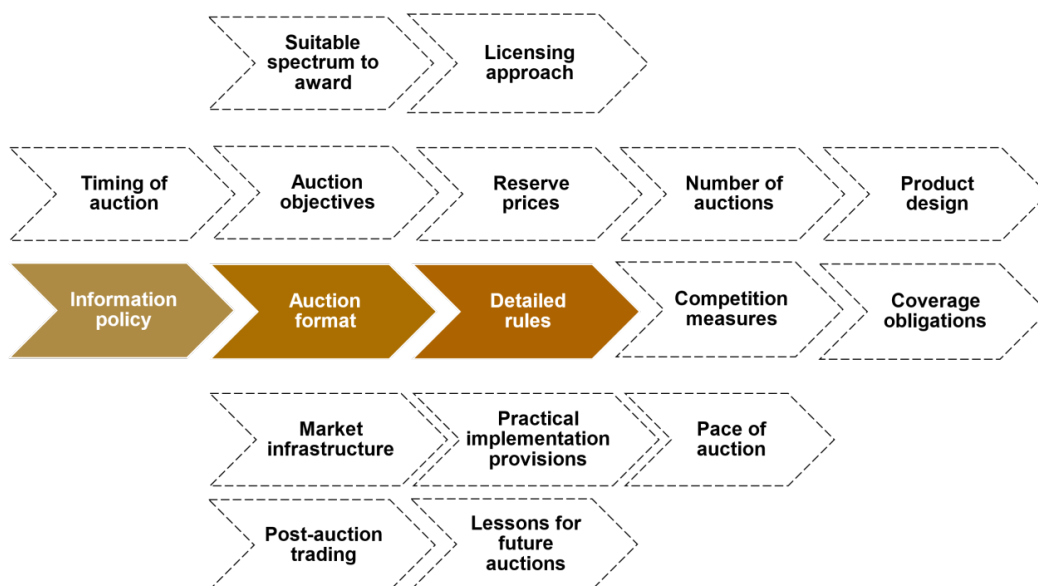 Suitable
spectrum to
award
Licensing
approach
Timing of
auction
Auction
objectives
Reserve
prices
Number of
auctions
Product
design
Information
policy
Auction
format
Detailed
rules
Competition
measures
Coverage
obligations
Market
infrastructure
Practical
implementation
provisions
Pace of
auction
Post-auction
trading
Lessons for
future
auctions